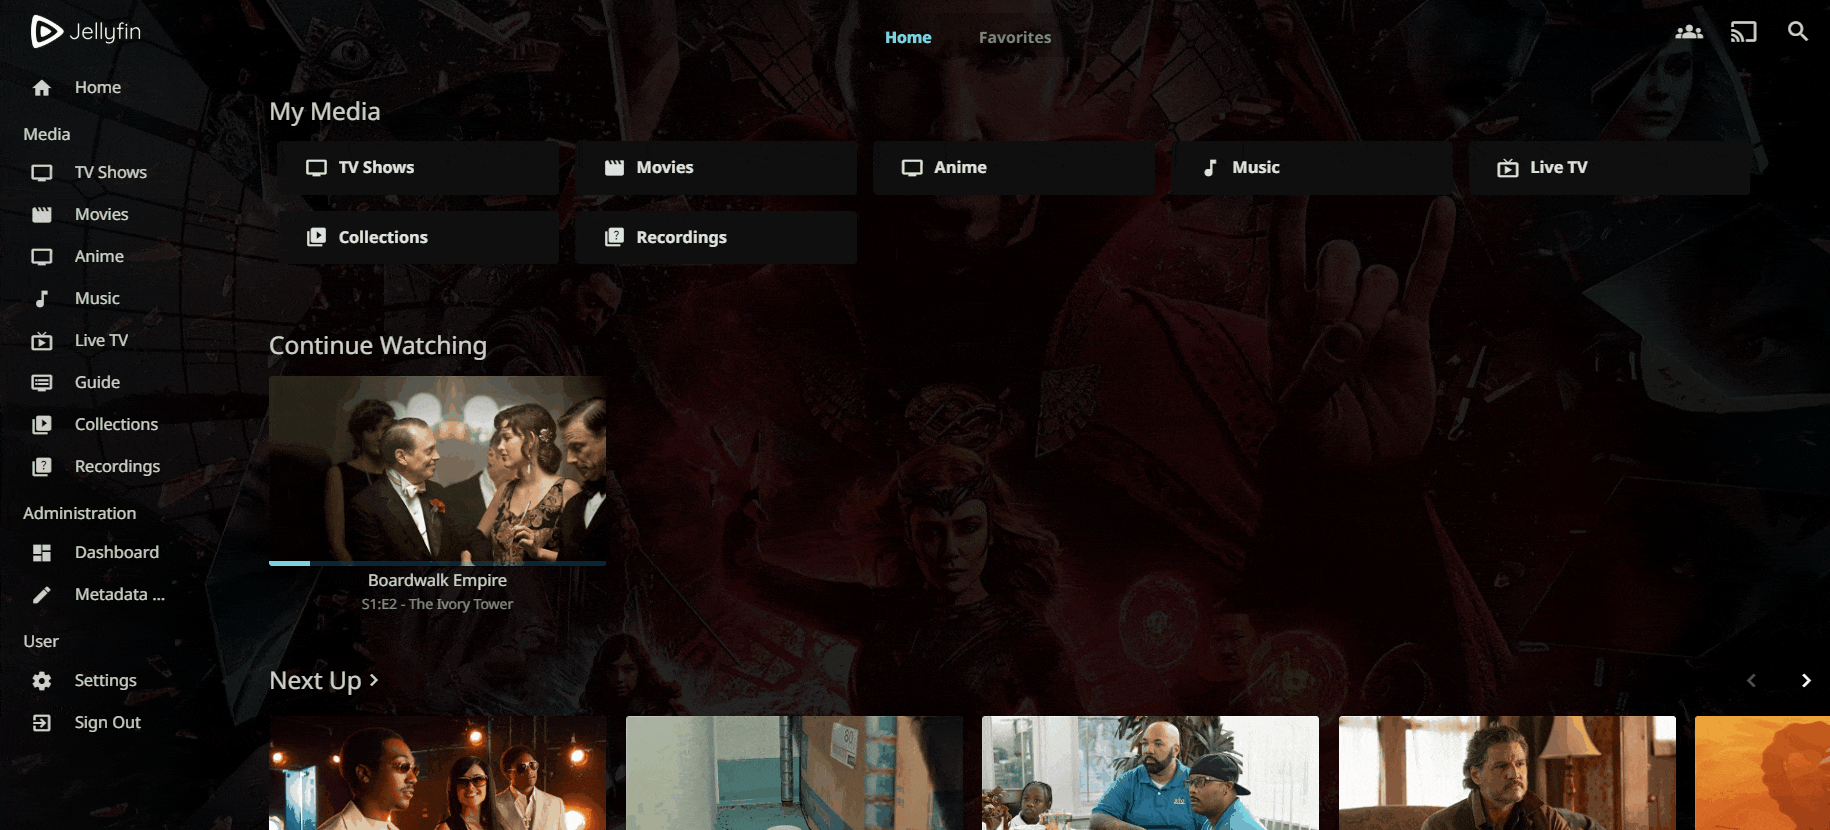 Jellyfin
Home
Favorites
Home
Media
TV Shows
Movies
Anime
Music
Live TV
Guide
Collections
Recordings
Administration
Dashboard
Metadata ...
User
Settings
Sign Out
My Media
TV Shows
Movies
Anime
Music
Live TV
Collections
Recordings
Continue Watching
Boardwalk Empire
S1:E2 - The Ivory Tower
Next Up
80